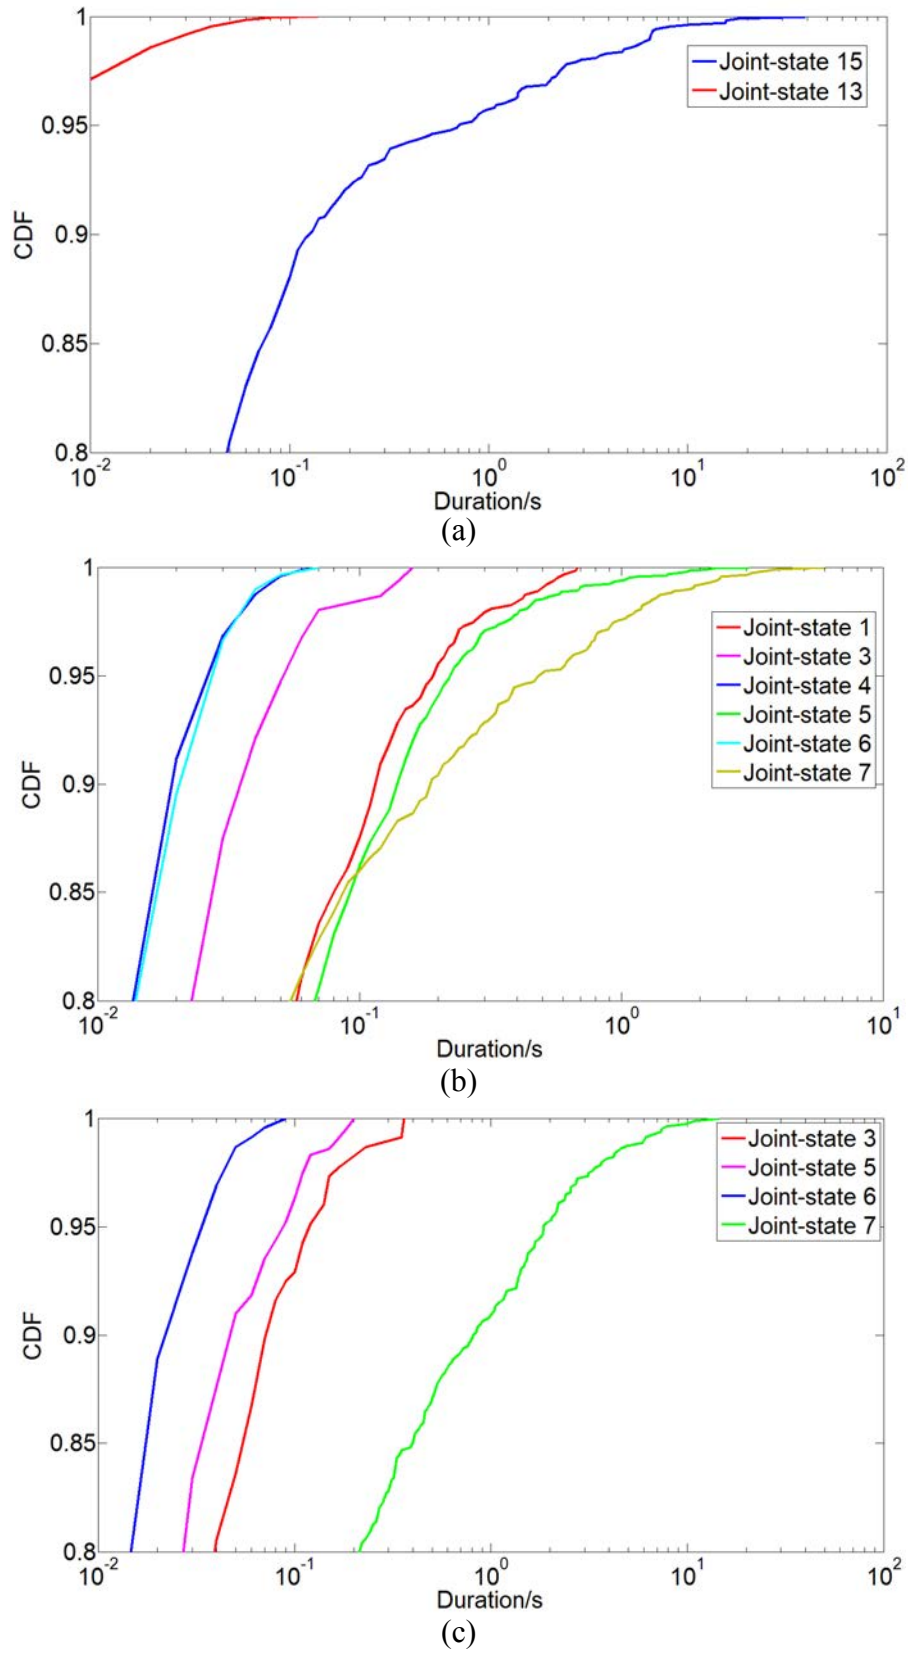 1
0.95
0.9
0.85
0.8
CDF
Joint-state 15
Joint-state 13
10^-2 10^-1 10^0 10^1 10^2
Duration/s
(a)
1
0.95
0.9
0.85
0.8
CDF
Joint-state 1
Joint-state 3
Joint-state 4
Joint-state 5
Joint-state 6
Joint-state 7
10^-2 10^-1 10^0 10^1
Duration/s
(b)
1
0.95
0.9
0.85
0.8
CDF
Joint-state 3
Joint-state 5
Joint-state 6
Joint-state 7
10^-2 10^-1 10^0 10^1 10^2
Duration/s
(c)